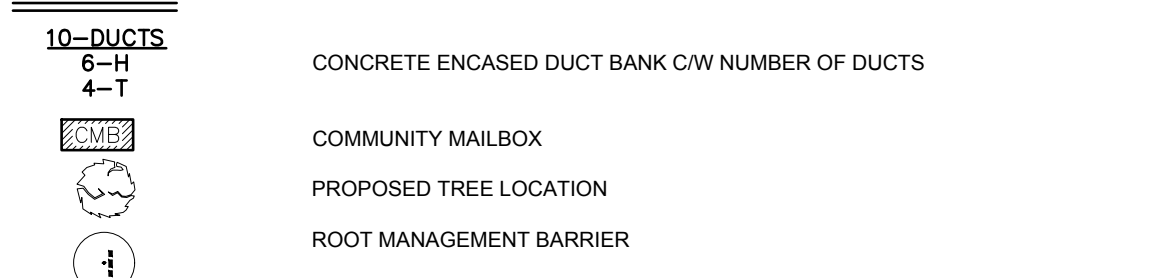 10-DUCTS
6-H
4-T
CONCRETE ENCASED DUCT BANK C/W NUMBER OF DUCTS
CMB
COMMUNITY MAILBOX
PROPOSED TREE LOCATION
ROOT MANAGEMENT BARRIER